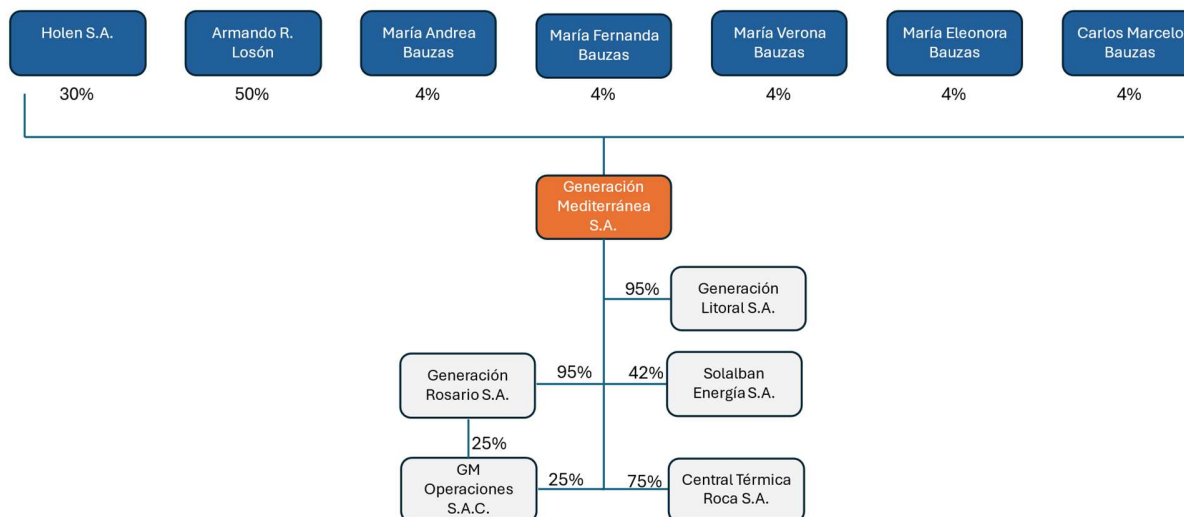 Holen S.A.
Armando R.
Losón
María Andrea
Bauzas
María Fernanda
Bauzas
María Verona
Bauzas
María Eleonora
Bauzas
Carlos Marcelo
Bauzas
30%
50%
4%
4%
4%
4%
4%
Generación
Mediterránea
S.A.
95%
Generación
Litoral S.A.
Generación
Rosario S.A.
95%
42%
Solalban
Energía S.A.
25%
GM
Operaciones
S.A.C.
25%
75%
Central Térmica
Roca S.A.